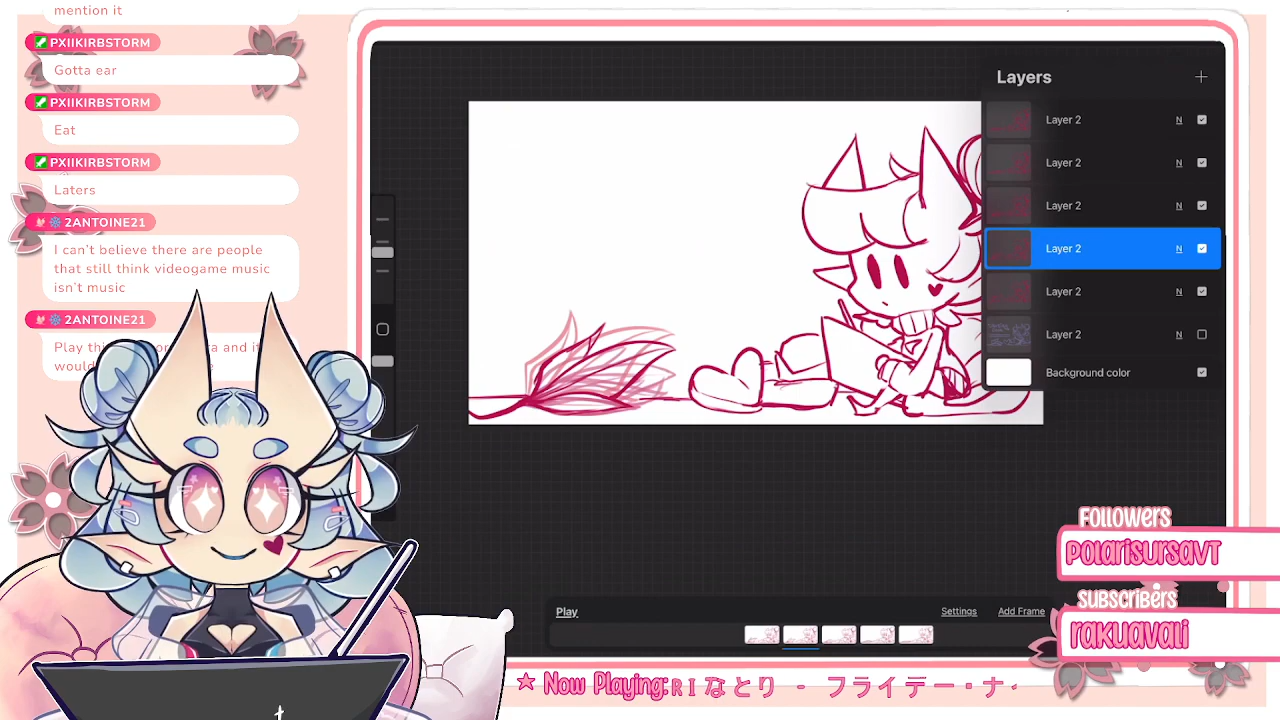 mention it
PXIIKIRBSTORM
Gotta ear
PXIIKIRBSTORM
Eat
PXIIKIRBSTORM
Laters
2ANTOINE21
I can't believe there are people
that still think videogame music
isn't music
2ANTOINE21
Play
Layers
Layer 2 N
Layer 2 N
Layer 2 N
Layer 2 N
Layer 2 N
Layer 2 N
Background color
Play
Settings
Add Frame
Followers
PolarisursaVT
Subscribers
Rakuavali
★ Now Playing: RIなとり - フライデー・ナ